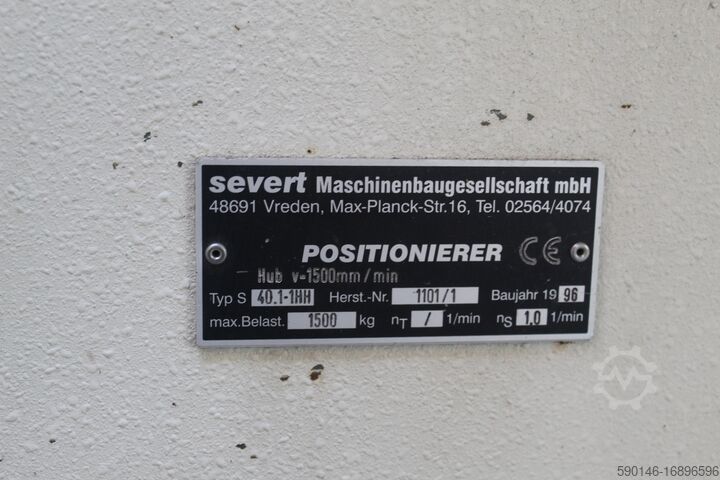 severt Maschinenbaugesellschaft mbH
48691 Vreden, Max-Planck-Str.16, Tel. 02564/4074
POSITIONIERER CE
Hub v=1500mm/min
Typ S 40.1-1HH Herst.-Nr. 1101/1 Baujahr 19 96
max.Belast. 1500 kg nT / 1/min nS 1.0 1/min
590146-16896596